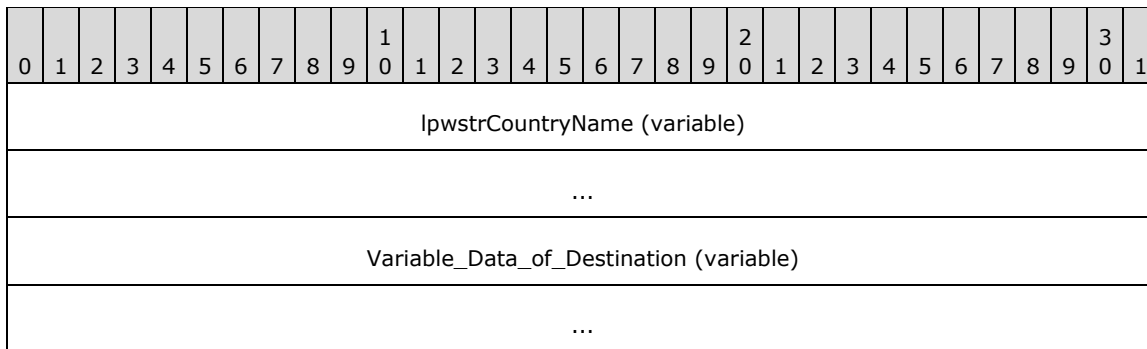 1 2 3
0 1 2 3 4 5 6 7 8 9 0 1 2 3 4 5 6 7 8 9 0 1 2 3 4 5 6 7 8 9 0 1
lpwstrCountryName (variable)
...
Variable_Data_of_Destination (variable)
...